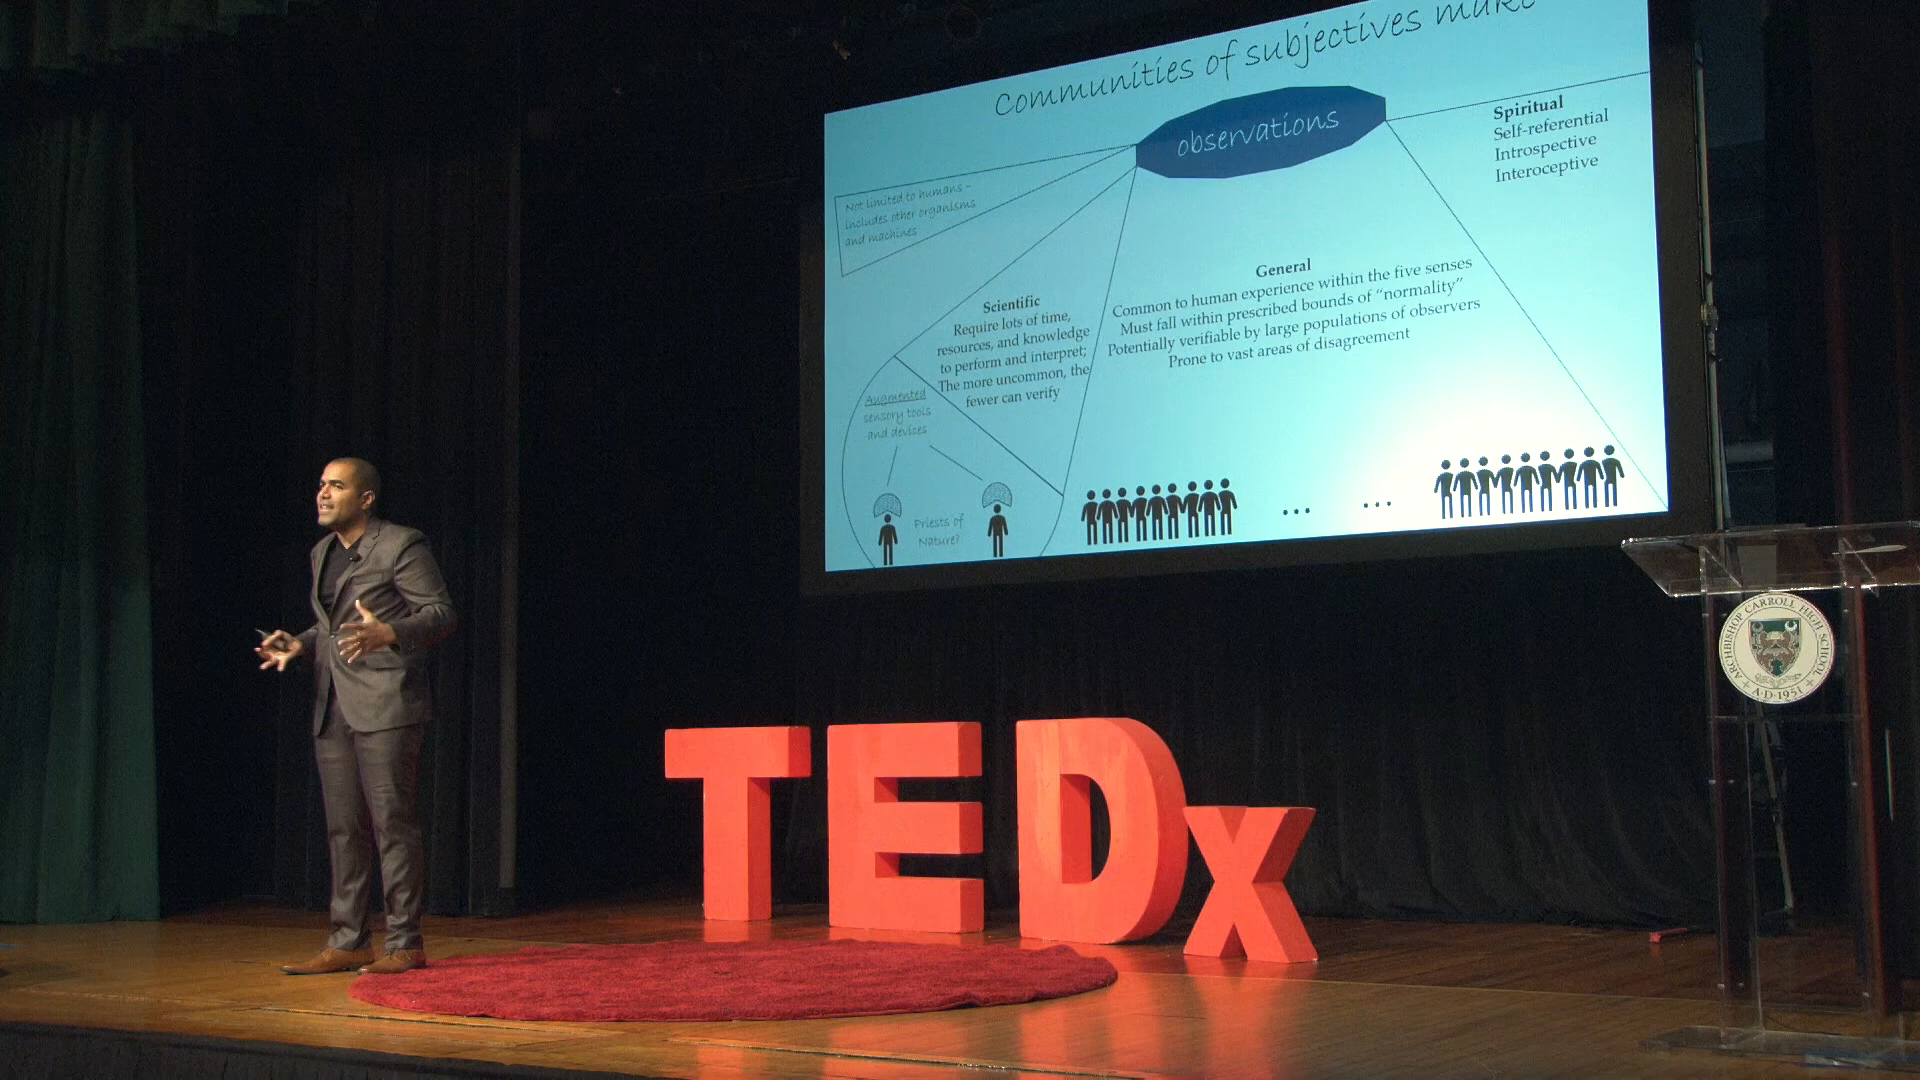 Communities of subjectives make
observations
Spiritual
Self-referential
Introspective
Interoceptive
Not limited to humans –
includes other organisms
and machines
General
Common to human experience within the five senses
Must fall within prescribed bounds of “normality”
Potentially verifiable by large populations of observers
Prone to vast areas of disagreement
Scientific
Require lots of time,
resources, and knowledge
to perform and interpret;
The more uncommon, the
fewer can verify
Augmented
sensory tools
and devices
Priests of
Nature?
... ...
TEDx
ARCHBISHOP CARROLL HIGH SCHOOL
A·D·1951